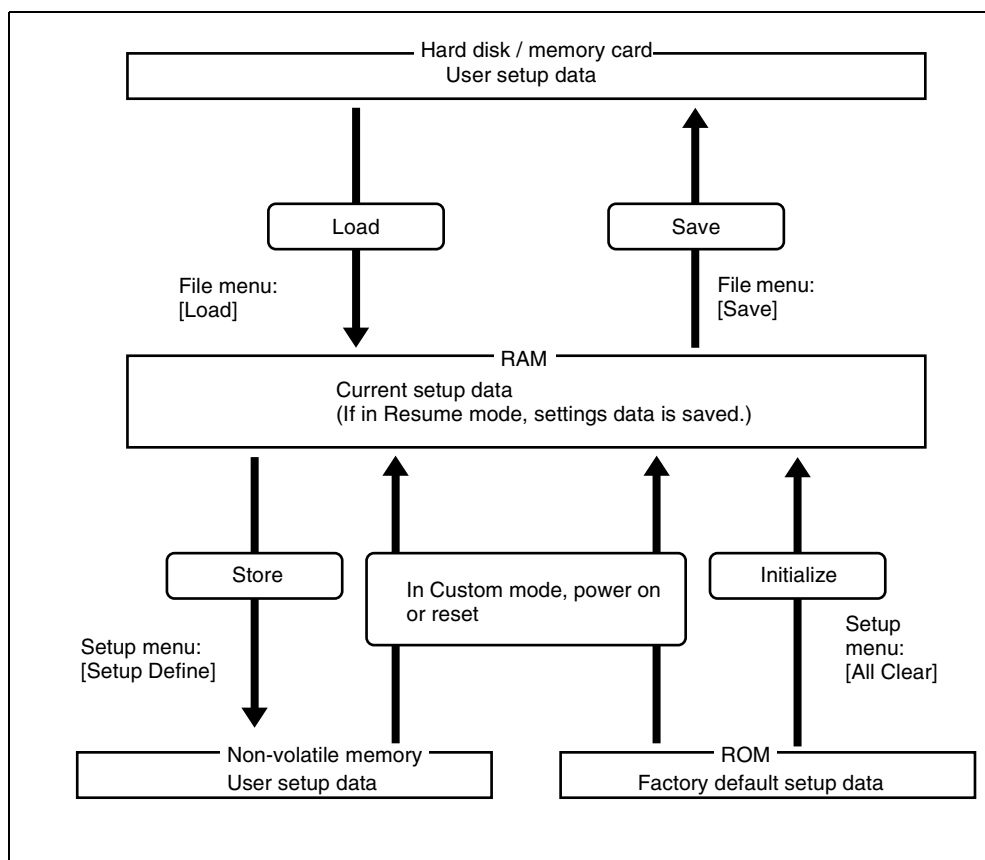 Hard disk / memory card
User setup data
Load
Save
File menu:
[Load]
File menu:
[Save]
RAM
Current setup data
(If in Resume mode, settings data is saved.)
Store
In Custom mode, power on
or reset
Initialize
Setup menu:
[Setup Define]
Setup
menu:
[All Clear]
Non-volatile memory
User setup data
ROM
Factory default setup data